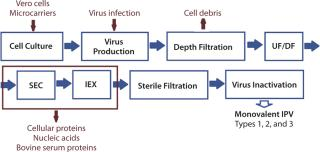 Vero cells
Microcarriers
Virus infection
Cell debris
Cell Culture
Virus
Production
Depth Filtration
UF/DF
SEC
IEX
Sterile Filtration
Virus Inactivation
Cellular proteins
Nucleic acids
Bovine serum proteins
Monovalent IPV
Types 1, 2, and 3